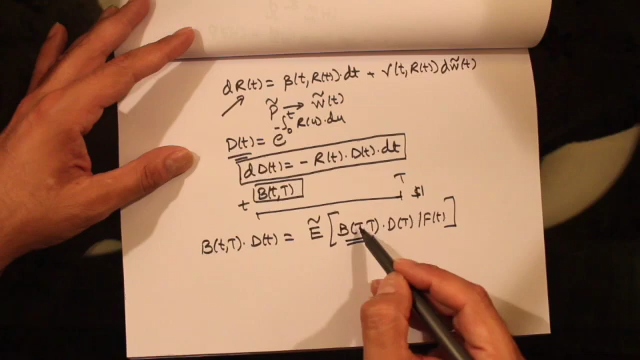 dR(t) = β(t,R(t))·dt + γ(t,R(t)) dW̃(t)
P̃ → W̃(t)
D(t) = e^{-∫₀ᵗ R(u)·du}
dD(t) = - R(t)·D(t)·dt
B(t,T) T
t $1
B(t,T)·D(t) = Ẽ [B(T,T)·D(T) / F(t)]